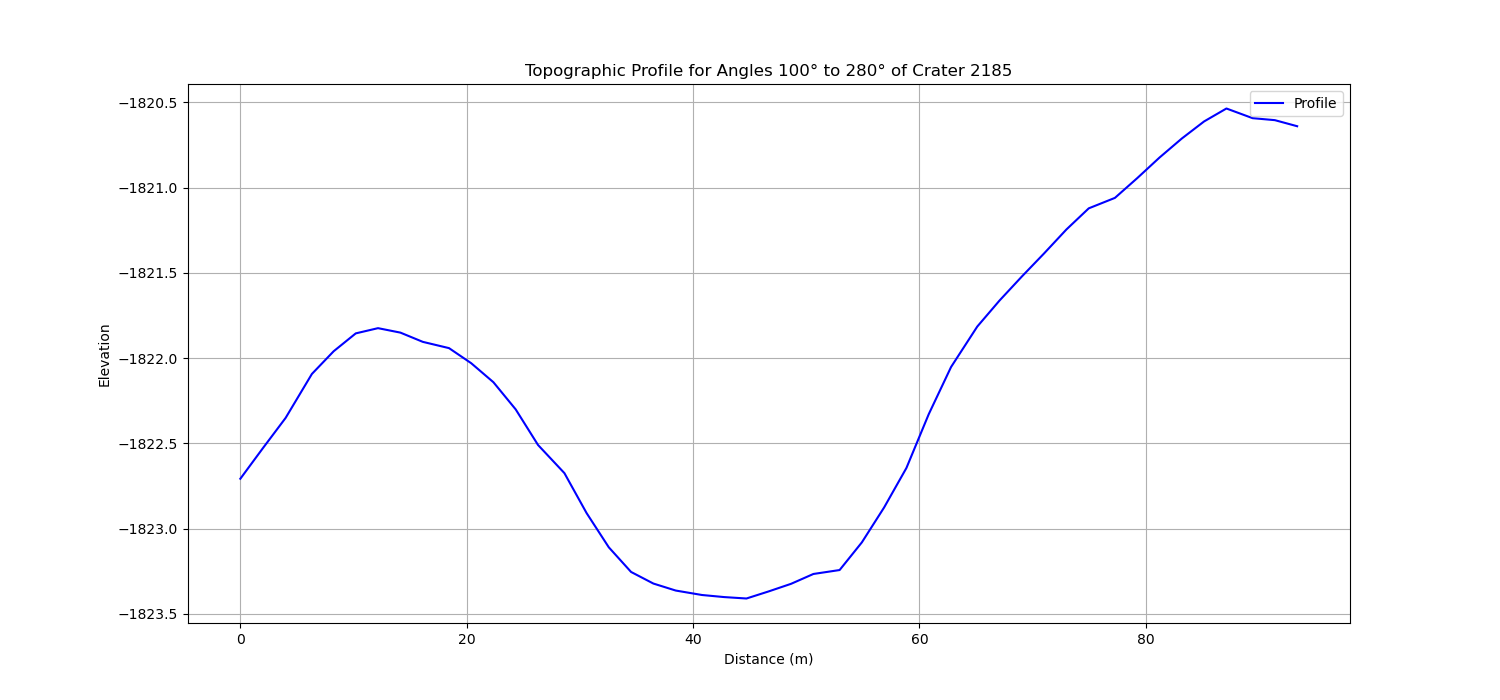 Topographic Profile for Angles 100° to 280° of Crater 2185
Profile
−1820.5
−1821.0
−1821.5
−1822.0
−1822.5
−1823.0
−1823.5
Elevation
0 20 40 60 80
Distance (m)